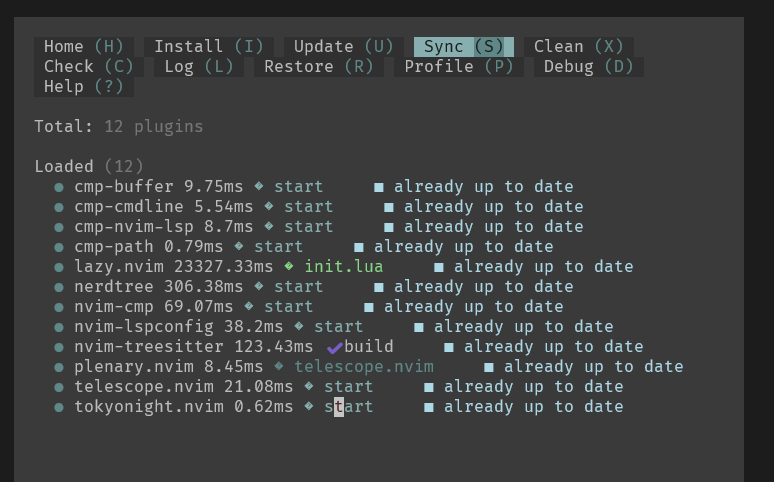 Home (H) Install (I) Update (U) Sync (S) Clean (X)
Check (C) Log (L) Restore (R) Profile (P) Debug (D)
Help (?)
Total: 12 plugins
Loaded (12)
● cmp-buffer 9.75ms � start ■ already up to date
● cmp-cmdline 5.54ms � start ■ already up to date
● cmp-nvim-lsp 8.7ms � start ■ already up to date
● cmp-path 0.79ms � start ■ already up to date
● lazy.nvim 23327.33ms � init.lua ■ already up to date
● nerdtree 306.38ms � start ■ already up to date
● nvim-cmp 69.07ms � start ■ already up to date
● nvim-lspconfig 38.2ms � start ■ already up to date
● nvim-treesitter 123.43ms ✔build ■ already up to date
● plenary.nvim 8.45ms � telescope.nvim ■ already up to date
● telescope.nvim 21.08ms � start ■ already up to date
● tokyonight.nvim 0.62ms � start ■ already up to date